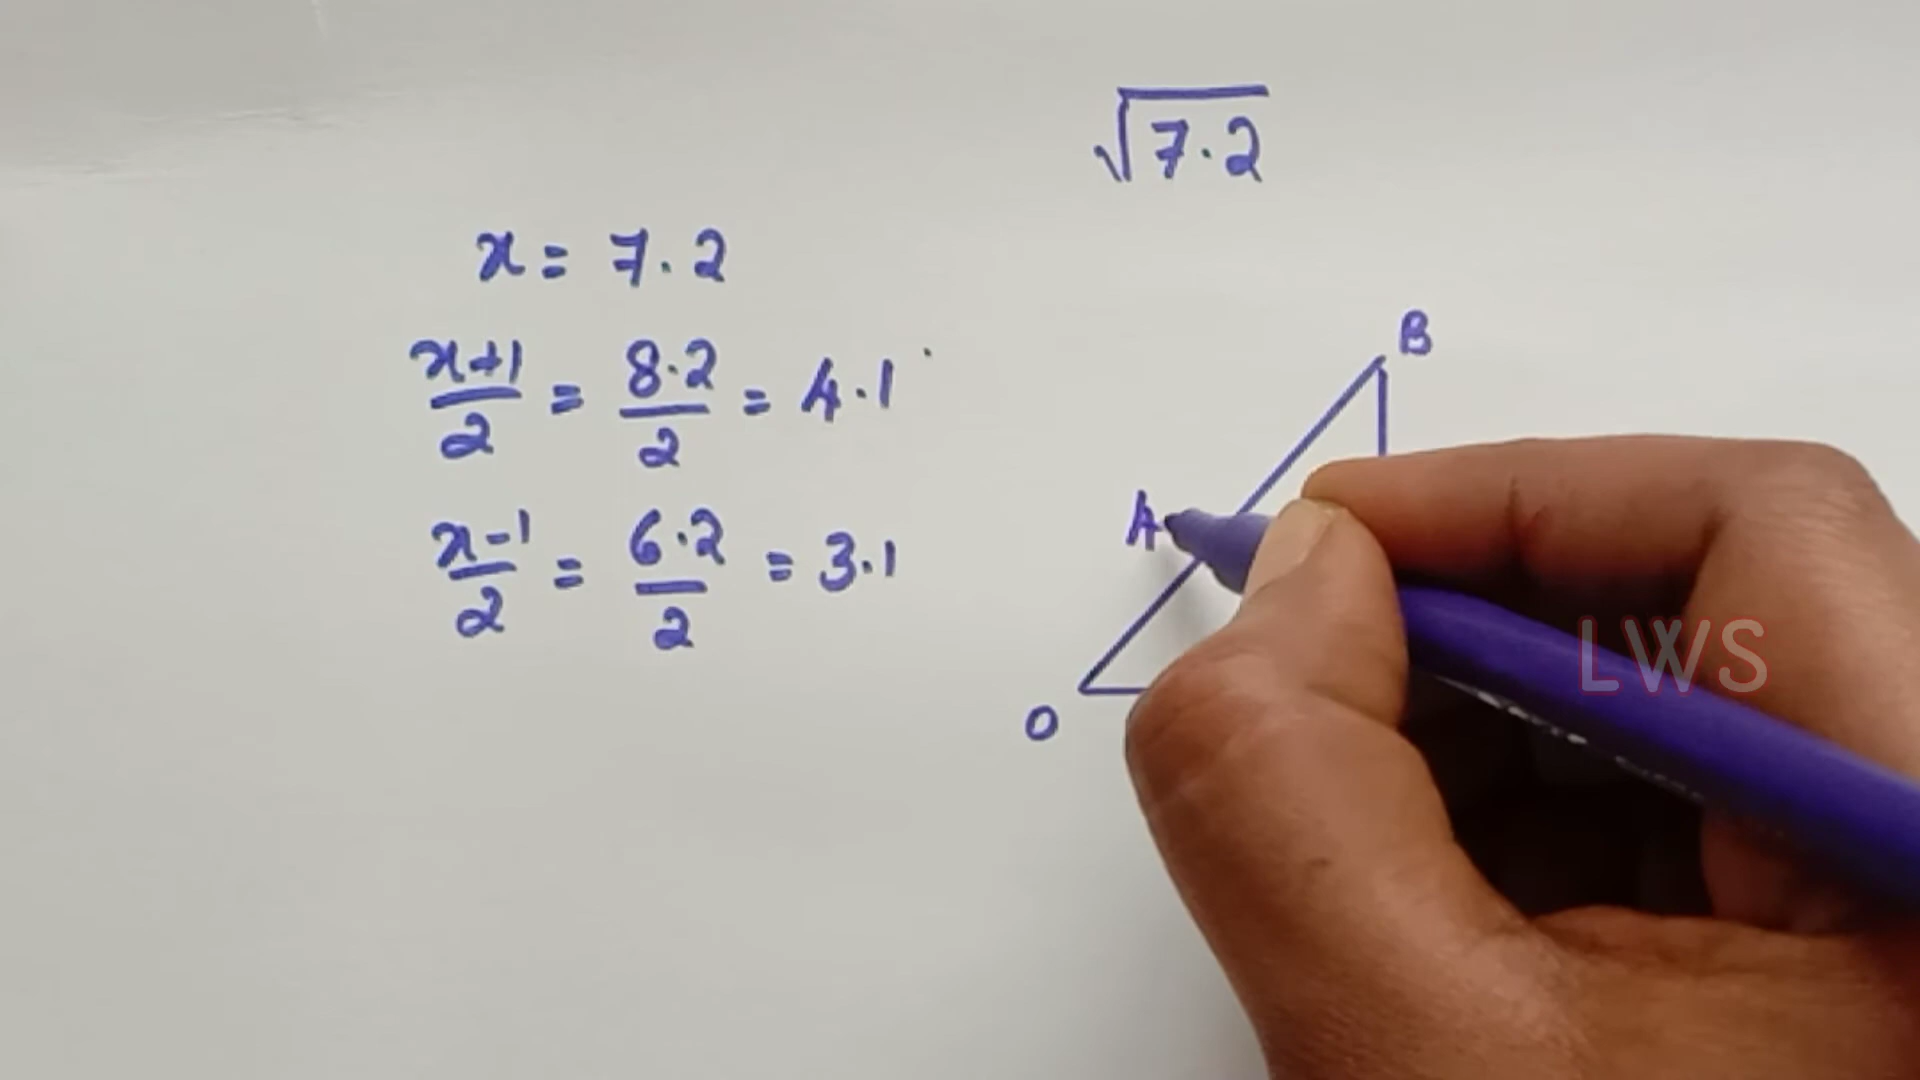 √7.2
x = 7.2
(x+1)/2 = 8.2/2 = 4.1
(x-1)/2 = 6.2/2 = 3.1
B
4
O
LWS